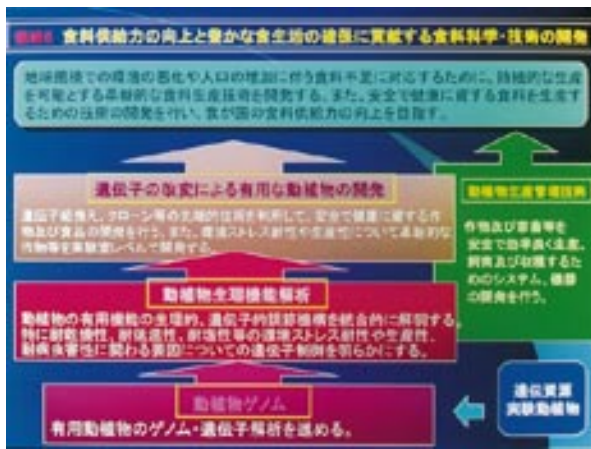 食料供給力の向上と豊かな食生活の確保に貢献する食料科学・技術の開発
地球規模での環境の悪化や人口の増加に伴う食料不足に対応するために、持続的な生産
を可能とする革新的な食料生産技術を開発する。また、安全で健康に資する食料を生産す
るための技術の開発を行い、我が国の食料供給力の向上を目指す。
遺伝子の改変による有用な動植物の開発
遺伝子組換え、クローン等の先端的技術を利用して、安全で健康に資する作
物及び食品の開発を行う。また、環境ストレス耐性や生産性について革新的な
作物等を実験室レベルで開発する。
動植物生産管理技術
作物及び家畜等を
安全で効率良く生産、
飼育及び収穫するた
めのシステム、機器
の開発を行う。
動植物生理機能解析
動植物の有用機能の生理的、遺伝子的調節機構を統合的に解明する。
特に耐乾燥性、耐低温性、耐塩性等の環境ストレス耐性や生産性、
耐病虫害性に関わる要因についての遺伝子制御を明らかにする。
動植物ゲノム
有用動植物のゲノム・遺伝子解析を進める。
遺伝資源
実験動植物